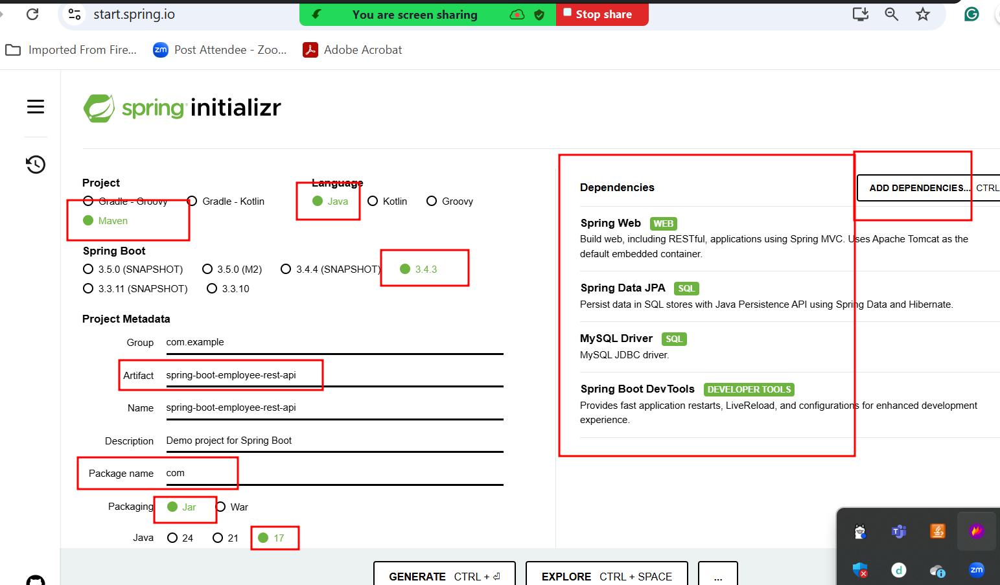 start.spring.io
You are screen sharing
Stop share
Imported From Fire...
zm Post Attendee - Zoo...
Adobe Acrobat
spring initializr
Project
Gradle - Groovy Gradle - Kotlin
Maven
Language
Java Kotlin Groovy
Spring Boot
3.5.0 (SNAPSHOT) 3.5.0 (M2) 3.4.4 (SNAPSHOT) 3.4.3
3.3.11 (SNAPSHOT) 3.3.10
Project Metadata
Group com.example
Artifact spring-boot-employee-rest-api
Name spring-boot-employee-rest-api
Description Demo project for Spring Boot
Package name com
Packaging Jar War
Java 24 21 17
Dependencies
ADD DEPENDENCIES... CTRL
Spring Web WEB
Build web, including RESTful, applications using Spring MVC. Uses Apache Tomcat as the
default embedded container.
Spring Data JPA SQL
Persist data in SQL stores with Java Persistence API using Spring Data and Hibernate.
MySQL Driver SQL
MySQL JDBC driver.
Spring Boot DevTools DEVELOPER TOOLS
Provides fast application restarts, LiveReload, and configurations for enhanced development
experience.
GENERATE CTRL + ⏎
EXPLORE CTRL + SPACE
...
d
zm